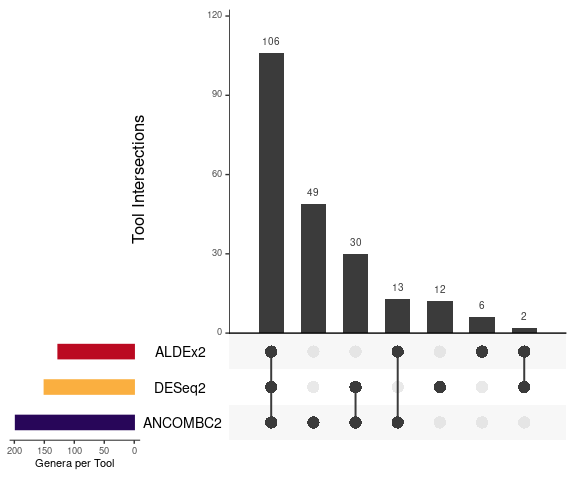 120
90
60
30
0
Tool Intersections
106
49
30
13
12
6
2
ALDEx2
DESeq2
ANCOMBC2
200 150 100 50 0
Genera per Tool